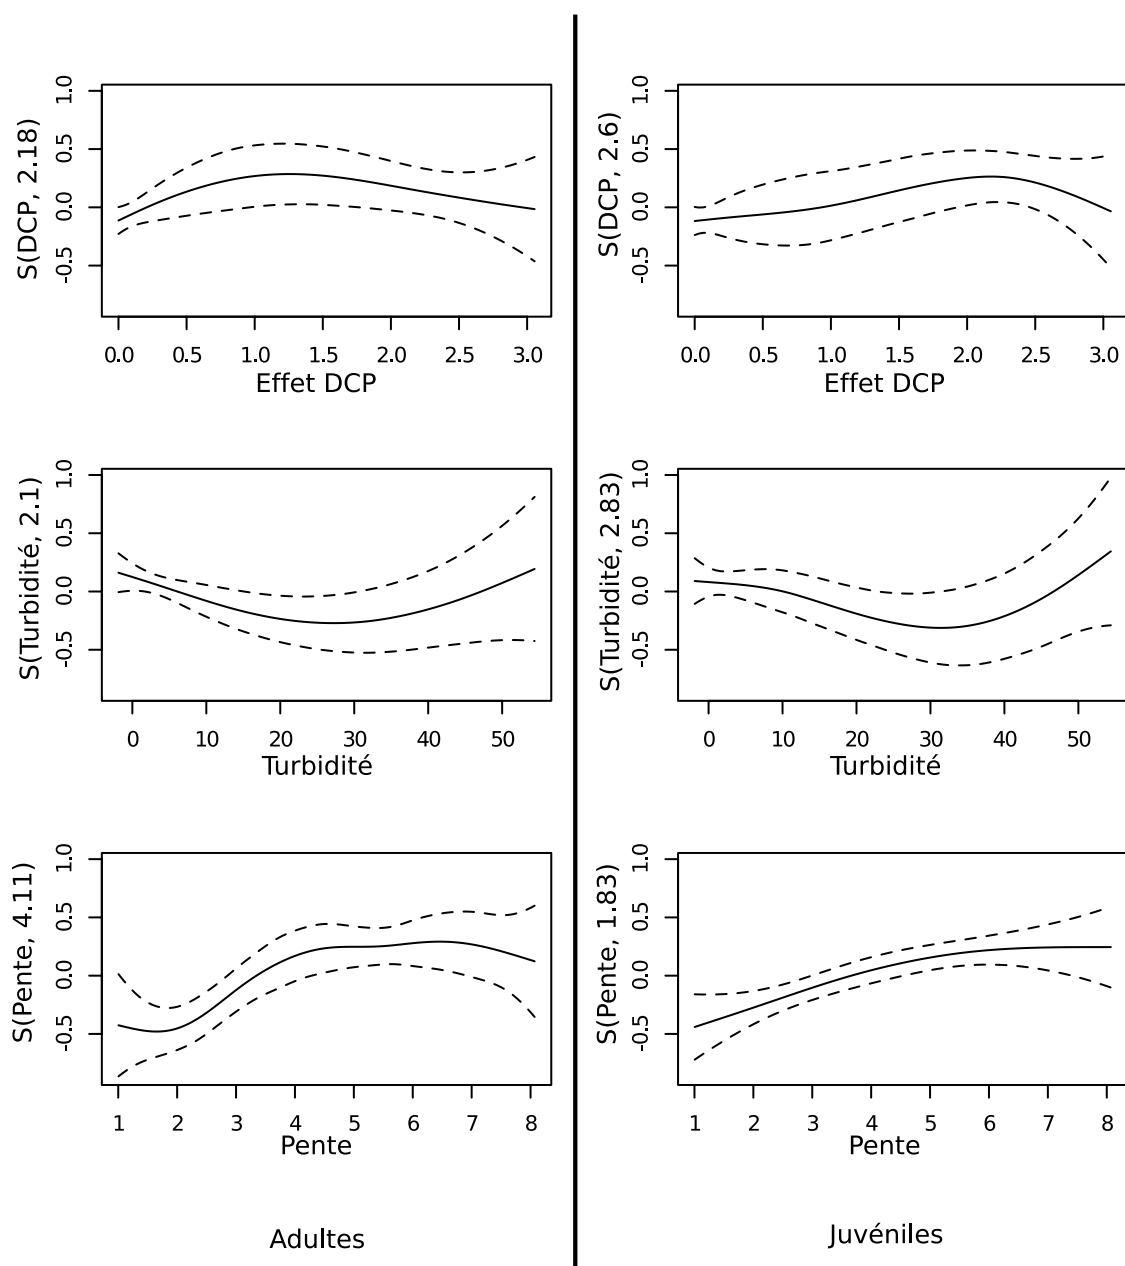 S(DCP, 2.18)
1.0
0.5
0.0
-0.5
0.0 0.5 1.0 1.5 2.0 2.5 3.0
Effet DCP
S(DCP, 2.6)
1.0
0.5
0.0
-0.5
0.0 0.5 1.0 1.5 2.0 2.5 3.0
Effet DCP
S(Turbidité, 2.1)
1.0
0.5
0.0
-0.5
0 10 20 30 40 50
Turbidité
S(Turbidité, 2.83)
1.0
0.5
0.0
-0.5
0 10 20 30 40 50
Turbidité
S(Pente, 4.11)
1.0
0.5
0.0
-0.5
1 2 3 4 5 6 7 8
Pente
S(Pente, 1.83)
1.0
0.5
0.0
-0.5
1 2 3 4 5 6 7 8
Pente
Adultes
Juvéniles